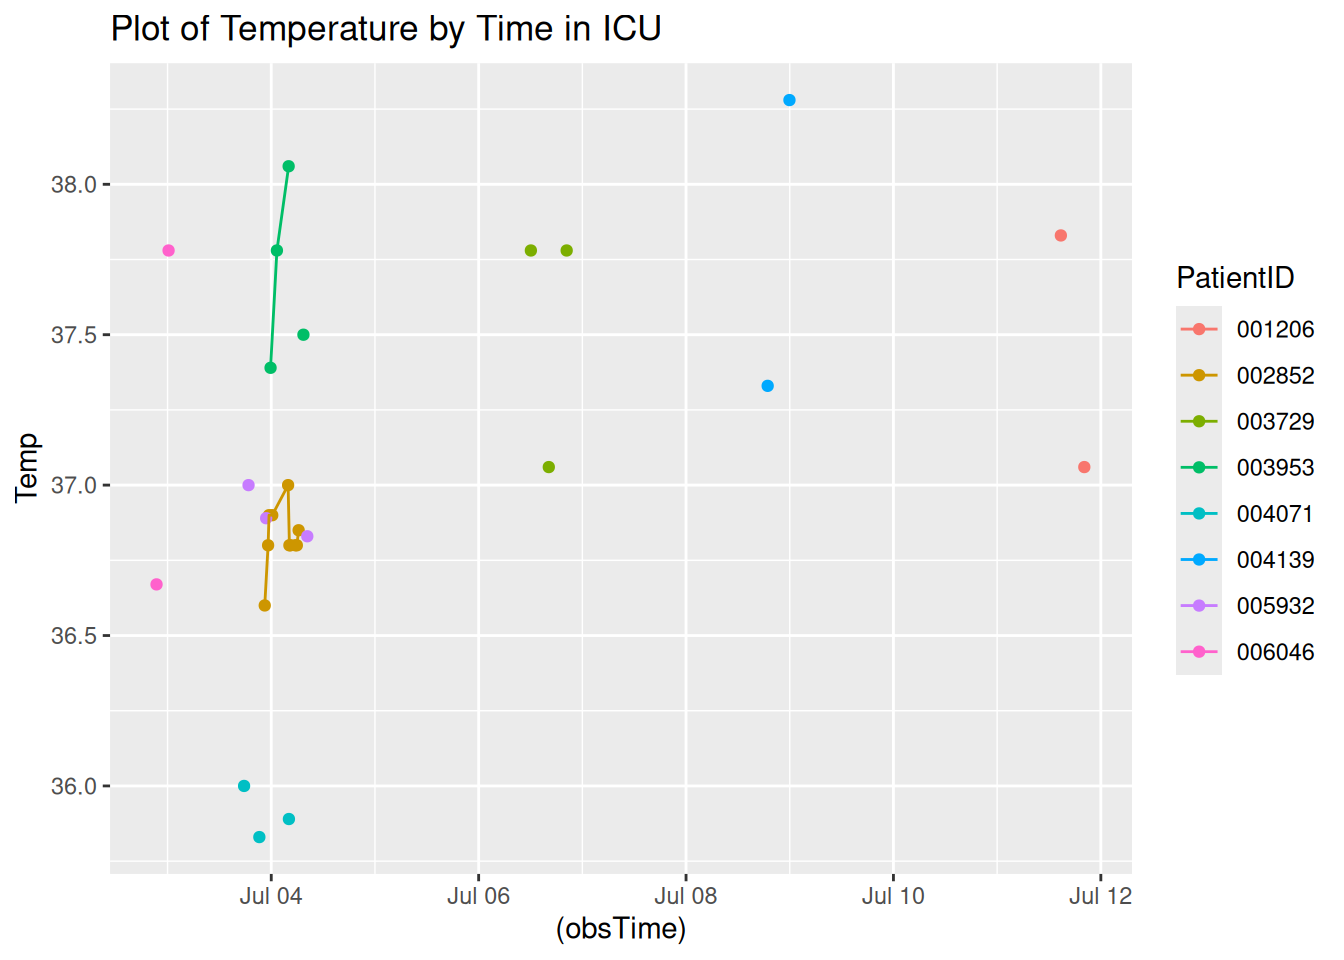 Plot of Temperature by Time in ICU
Temp
38.0
37.5
37.0
36.5
36.0
Jul 04 Jul 06 Jul 08 Jul 10 Jul 12
(obsTime)
PatientID
001206
002852
003729
003953
004071
004139
005932
006046